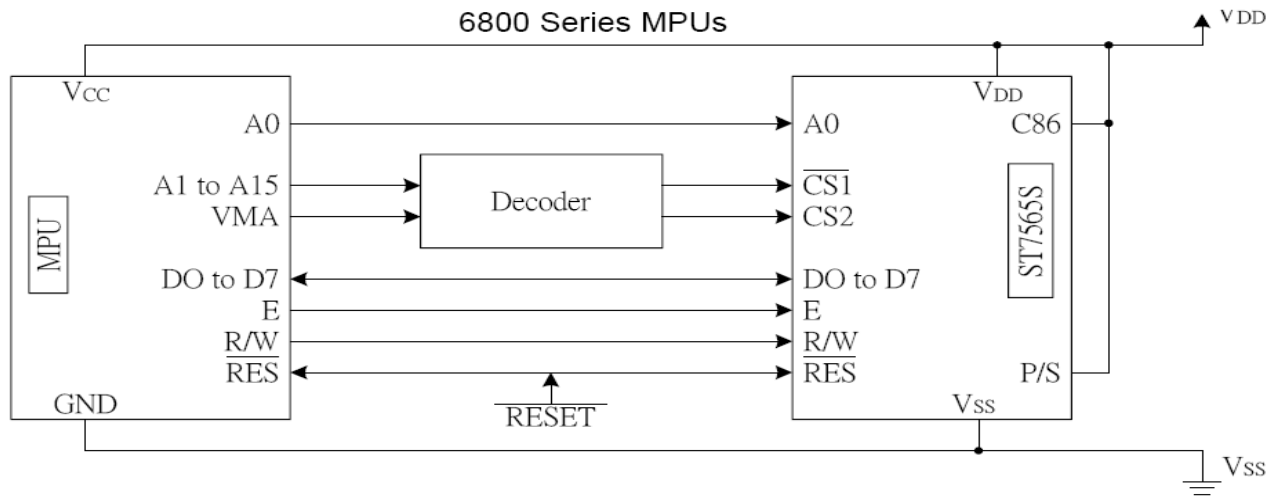 6800 Series MPUs
VDD
VCC
A0
A1 to A15
VMA
MPU
DO to D7
E
R/W
RES
GND
Decoder
RESET
VDD
A0
C86
CS1
CS2
ST7565S
DO to D7
E
R/W
RES
P/S
VSS
VSS